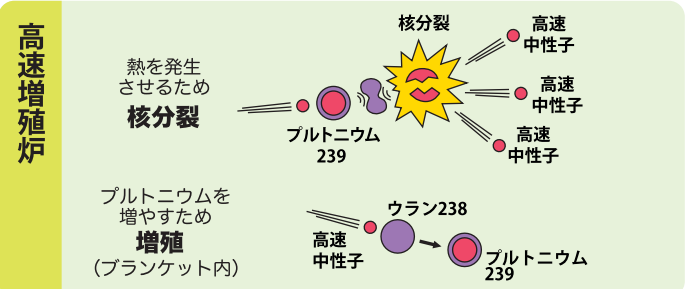 高速増殖炉
熱を発生
させるため
核分裂
プルトニウム
239
核分裂
高速
中性子
高速
中性子
高速
中性子
プルトニウムを
増やすため
増殖
(ブランケット内)
高速
中性子
ウラン238
プルトニウム
239